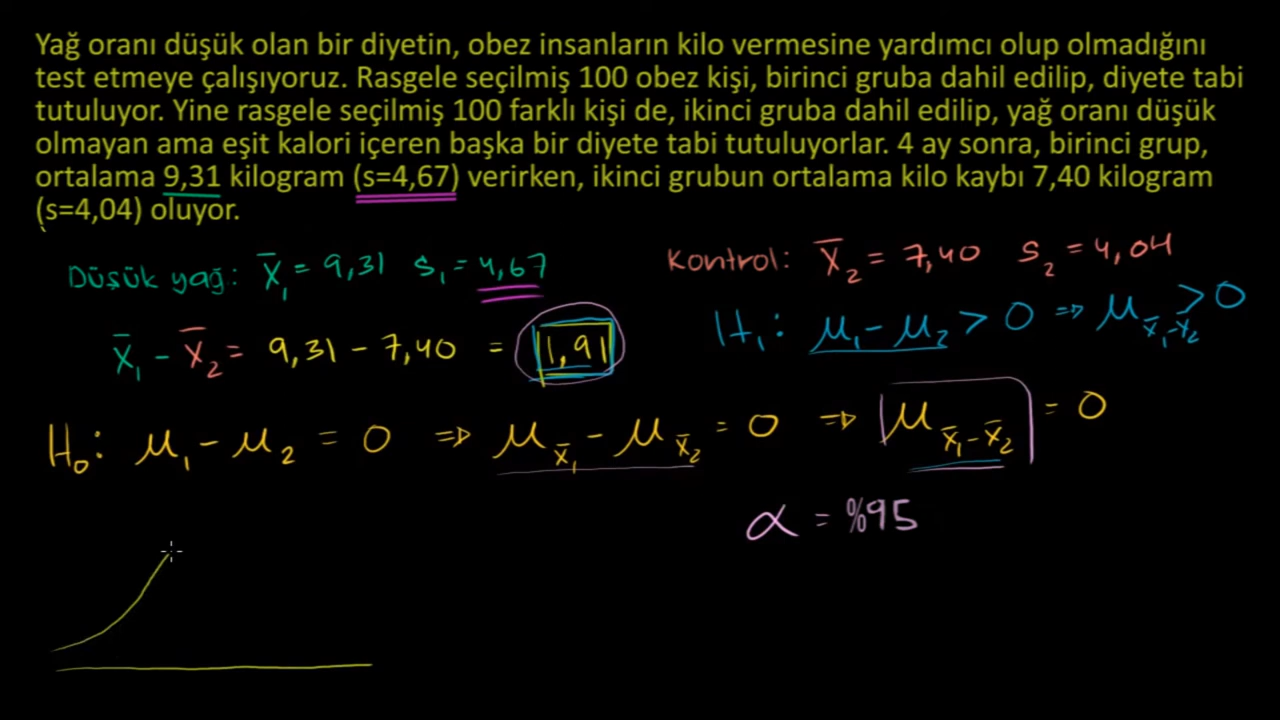 Yağ oranı düşük olan bir diyetin, obez insanların kilo vermesine yardımcı olup olmadığını
test etmeye çalışıyoruz. Rasgele seçilmiş 100 obez kişi, birinci gruba dahil edilip, diyete tabi
tutuluyor. Yine rasgele seçilmiş 100 farklı kişi de, ikinci gruba dahil edilip, yağ oranı düşük
olmayan ama eşit kalori içeren başka bir diyete tabi tutuluyorlar. 4 ay sonra, birinci grup,
ortalama 9,31 kilogram (s=4,67) verirken, ikinci grubun ortalama kilo kaybı 7,40 kilogram
(s=4,04) oluyor.
Düşük yağ: X̄₁ = 9,31 S₁ = 4,67
Kontrol: X̄₂ = 7,40 S₂ = 4,04
X̄₁ - X̄₂ = 9,31 - 7,40 = 1,91
H₁: μ₁ - μ₂ > 0 ⇒ μ_x̄₁-x̄₂ > 0
H₀: μ₁ - μ₂ = 0 ⇒ μ_x̄₁ - μ_x̄₂ = 0 ⇒ μ_x̄₁-x̄₂ = 0
α = %95